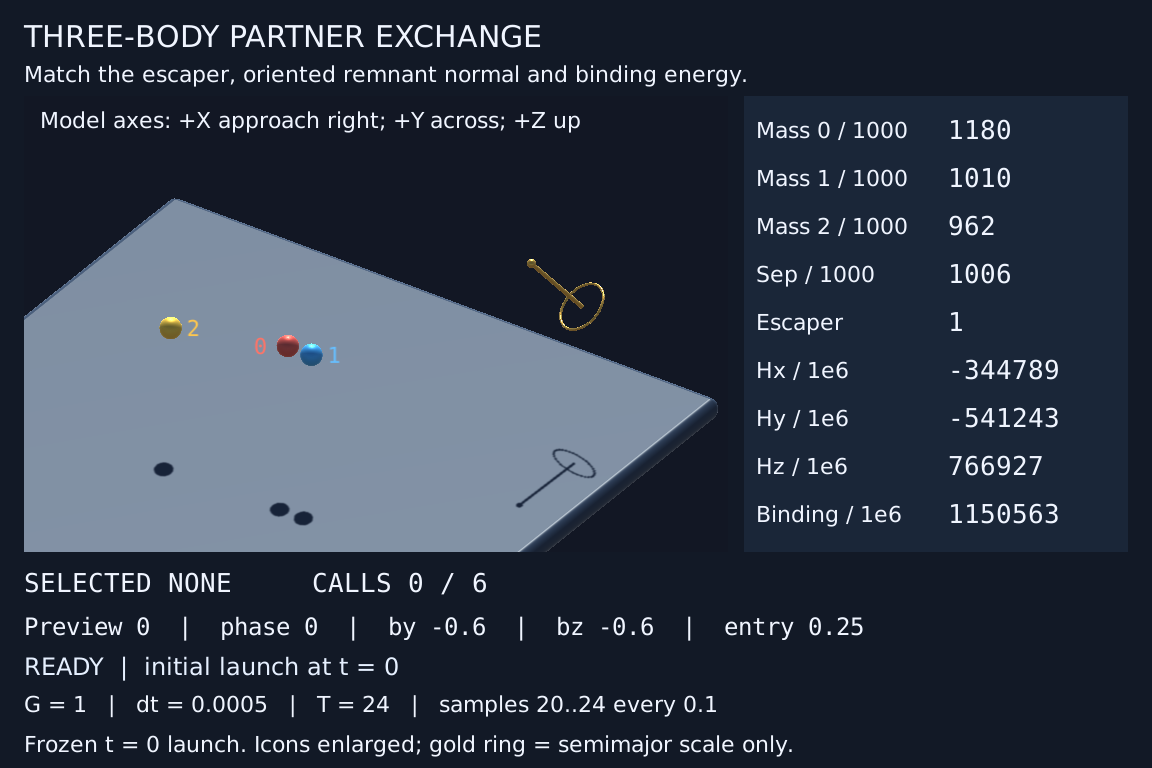 THREE-BODY PARTNER EXCHANGE
Match the escaper, oriented remnant normal and binding energy.
Model axes: +X approach right; +Y across; +Z up
2
0
1
Mass 0 / 1000 1180
Mass 1 / 1000 1010
Mass 2 / 1000 962
Sep / 1000 1006
Escaper 1
Hx / 1e6 -344789
Hy / 1e6 -541243
Hz / 1e6 766927
Binding / 1e6 1150563
SELECTED NONE CALLS 0 / 6
Preview 0 | phase 0 | by -0.6 | bz -0.6 | entry 0.25
READY | initial launch at t = 0
G = 1 | dt = 0.0005 | T = 24 | samples 20..24 every 0.1
Frozen t = 0 launch. Icons enlarged; gold ring = semimajor scale only.